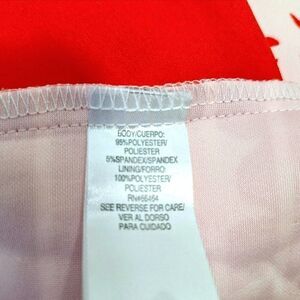 BODY/CUERPO:
95%POLYESTER/
POLIESTER
5%SPANDEX/SPANDEX
LINING/FORRO:
100%POLYESTER/
POLIESTER
RN#66464
SEE REVERSE FOR CARE/
VER AL DORSO
PARA CUIDADO